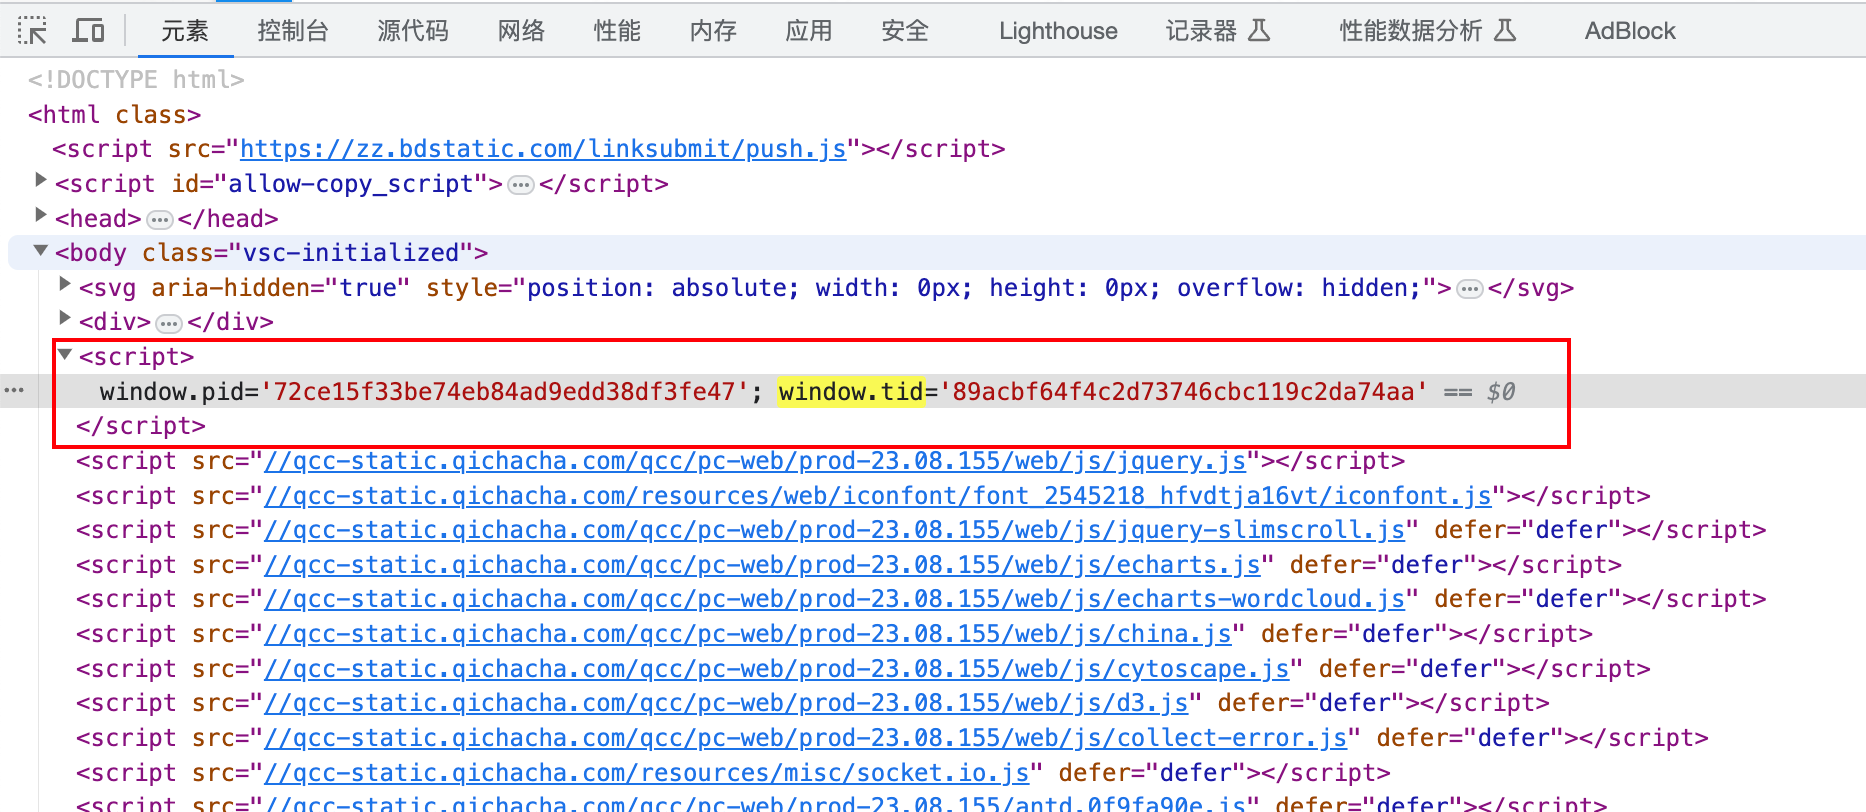 元素 控制台 源代码 网络 性能 内存 应用 安全 Lighthouse 记录器 性能数据分析 AdBlock
<!DOCTYPE html>
<html class>
<script src="https://zz.bdstatic.com/linksubmit/push.js"></script>
<script id="allow-copy_script">…</script>
<head>…</head>
<body class="vsc-initialized">
<svg aria-hidden="true" style="position: absolute; width: 0px; height: 0px; overflow: hidden;">…</svg>
<div>…</div>
<script>
window.pid='72ce15f33be74eb84ad9edd38df3fe47'; window.tid='89acbf64f4c2d73746cbc119c2da74aa' == $0
</script>
<script src="//qcc-static.qichacha.com/qcc/pc-web/prod-23.08.155/web/js/jquery.js"></script>
<script src="//qcc-static.qichacha.com/resources/web/iconfont/font_2545218_hfvdtja16vt/iconfont.js"></script>
<script src="//qcc-static.qichacha.com/qcc/pc-web/prod-23.08.155/web/js/jquery-slimscroll.js" defer="defer"></script>
<script src="//qcc-static.qichacha.com/qcc/pc-web/prod-23.08.155/web/js/echarts.js" defer="defer"></script>
<script src="//qcc-static.qichacha.com/qcc/pc-web/prod-23.08.155/web/js/echarts-wordcloud.js" defer="defer"></script>
<script src="//qcc-static.qichacha.com/qcc/pc-web/prod-23.08.155/web/js/china.js" defer="defer"></script>
<script src="//qcc-static.qichacha.com/qcc/pc-web/prod-23.08.155/web/js/cytoscape.js" defer="defer"></script>
<script src="//qcc-static.qichacha.com/qcc/pc-web/prod-23.08.155/web/js/d3.js" defer="defer"></script>
<script src="//qcc-static.qichacha.com/qcc/pc-web/prod-23.08.155/web/js/collect-error.js" defer="defer"></script>
<script src="//qcc-static.qichacha.com/resources/misc/socket.io.js" defer="defer"></script>
<script src="//qcc-static.qichacha.com/qcc/pc-web/prod-23.08.155/antd.0f9fa90e.js" defer="defer"></script>